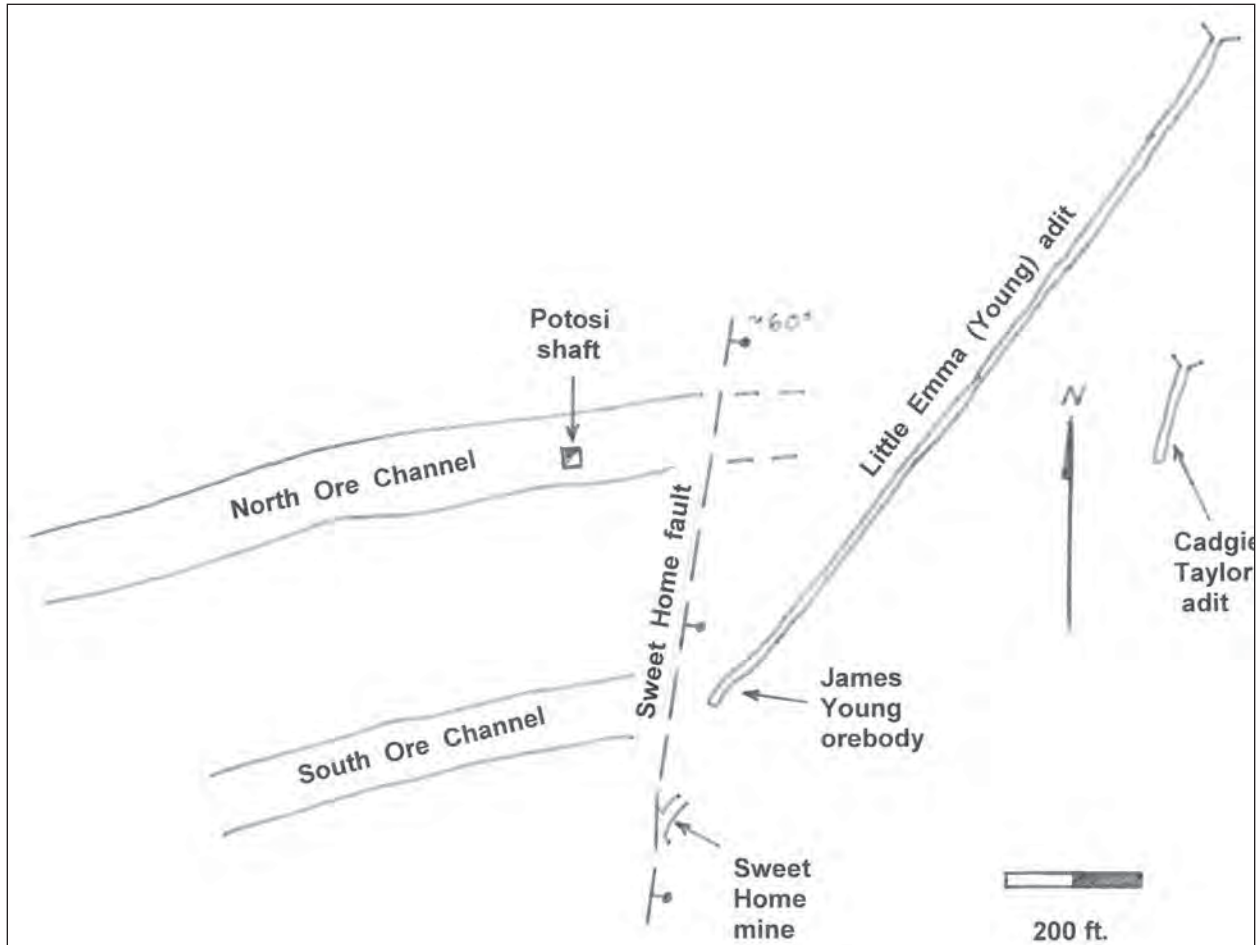 Potosi
shaft
~60°
Little Emma (Young) adit
N
North Ore Channel
Sweet Home fault
Cadgie
Taylor
adit
James
Young
orebody
South Ore Channel
Sweet
Home
mine
200 ft.